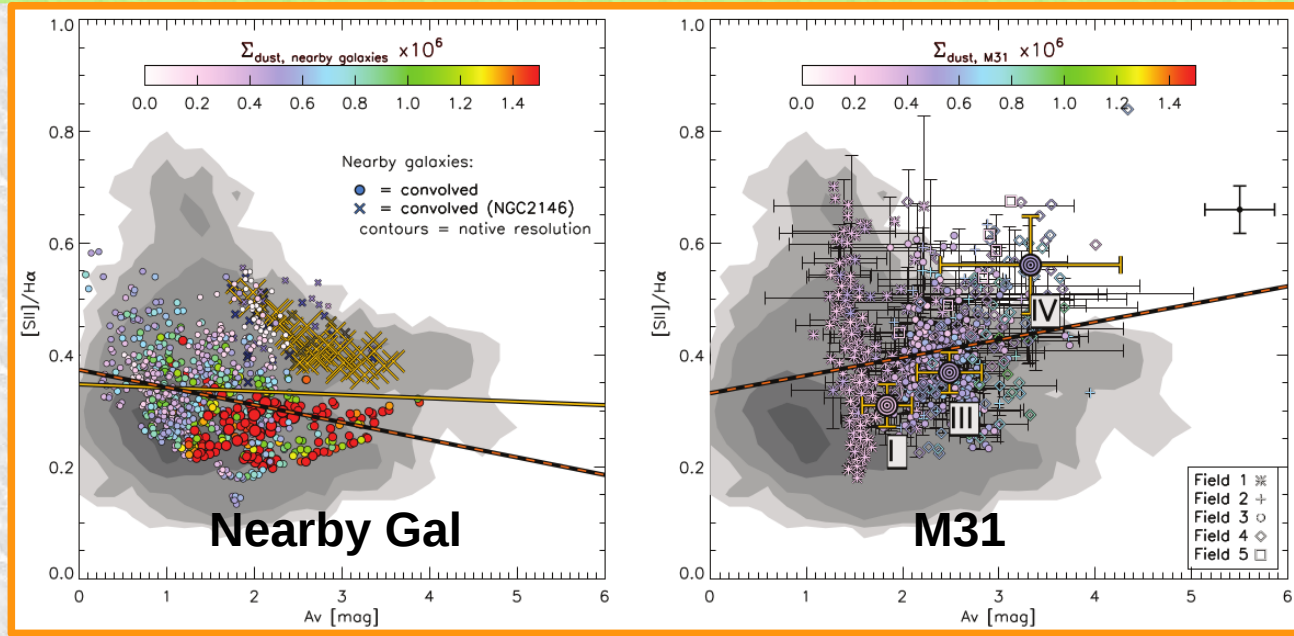 Σdust, nearby galaxies ×10⁶
0.0 0.2 0.4 0.6 0.8 1.0 1.2 1.4
Nearby galaxies:
● = convolved
× = convolved (NGC2146)
contours = native resolution
1.0
0.8
0.6
0.4
0.2
0.0
[SII]/Hα
Nearby Gal
0 1 2 3 4 5 6
Av [mag]
Σdust, M31 ×10⁶
0.0 0.2 0.4 0.6 0.8 1.0 1.2 1.4
1.0
0.8
0.6
0.4
0.2
0.0
[SII]/Hα
IV
III
I
M31
Field 1
Field 2 +
Field 3
Field 4 ◇
Field 5 □
0 1 2 3 4 5 6
Av [mag]